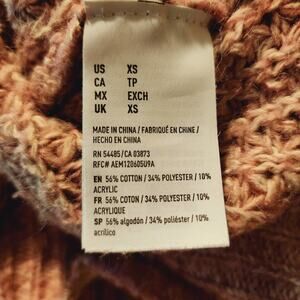 US XS
CA TP
MX EXCH
UK XS
MADE IN CHINA / FABRIQUÉ EN CHINE /
HECHO EN CHINA
RN 54485/CA 03873
RFC# AEM120605U9A
EN 56% COTTON / 34% POLYESTER / 10%
ACRYLIC
FR 56% COTON / 34% POLYESTER / 10%
ACRYLIQUE
SP 56% algodón / 34% poliéster / 10%
acrílico